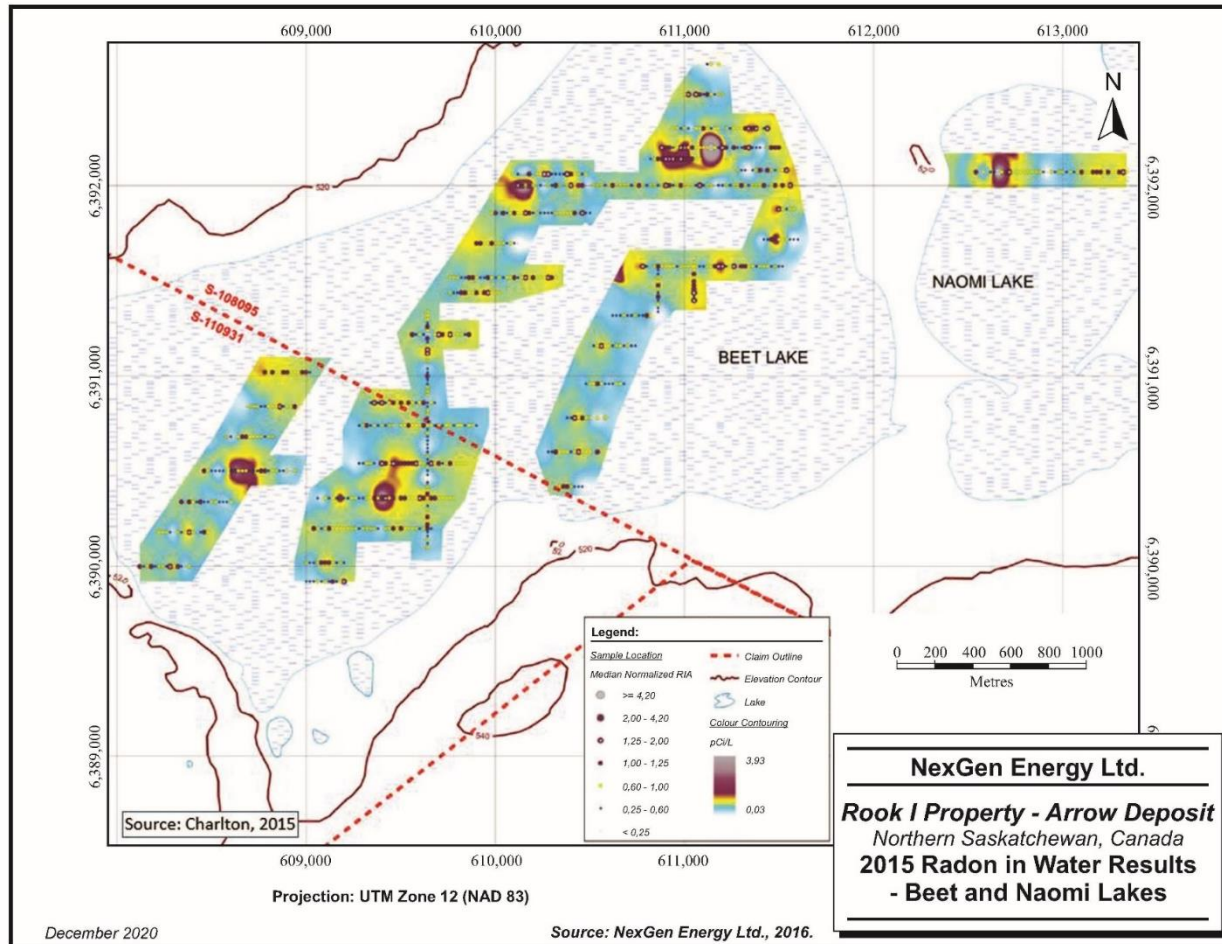 609,000
610,000
611,000
612,000
613,000
N
6,392,000
6,392,000
520
S-108095
S-110931
NAOMI LAKE
BEET LAKE
6,391,000
6,391,000
6,390,000
6,390,000
520
520
540
0 200 400 600 800 1000
Metres
6,389,000
Legend:
Sample Location
Median Normalized RIA
>= 4,20
2,00 - 4,20
1,25 - 2,00
1,00 - 1,25
0,60 - 1,00
0,25 - 0,60
< 0,25
Claim Outline
Elevation Contour
Lake
Colour Contouring
pCi/L
3,93
0,03
Source: Charlton, 2015
609,000
610,000
611,000
Projection: UTM Zone 12 (NAD 83)
NexGen Energy Ltd.
Rook I Property - Arrow Deposit
Northern Saskatchewan, Canada
2015 Radon in Water Results
- Beet and Naomi Lakes
December 2020
Source: NexGen Energy Ltd., 2016.